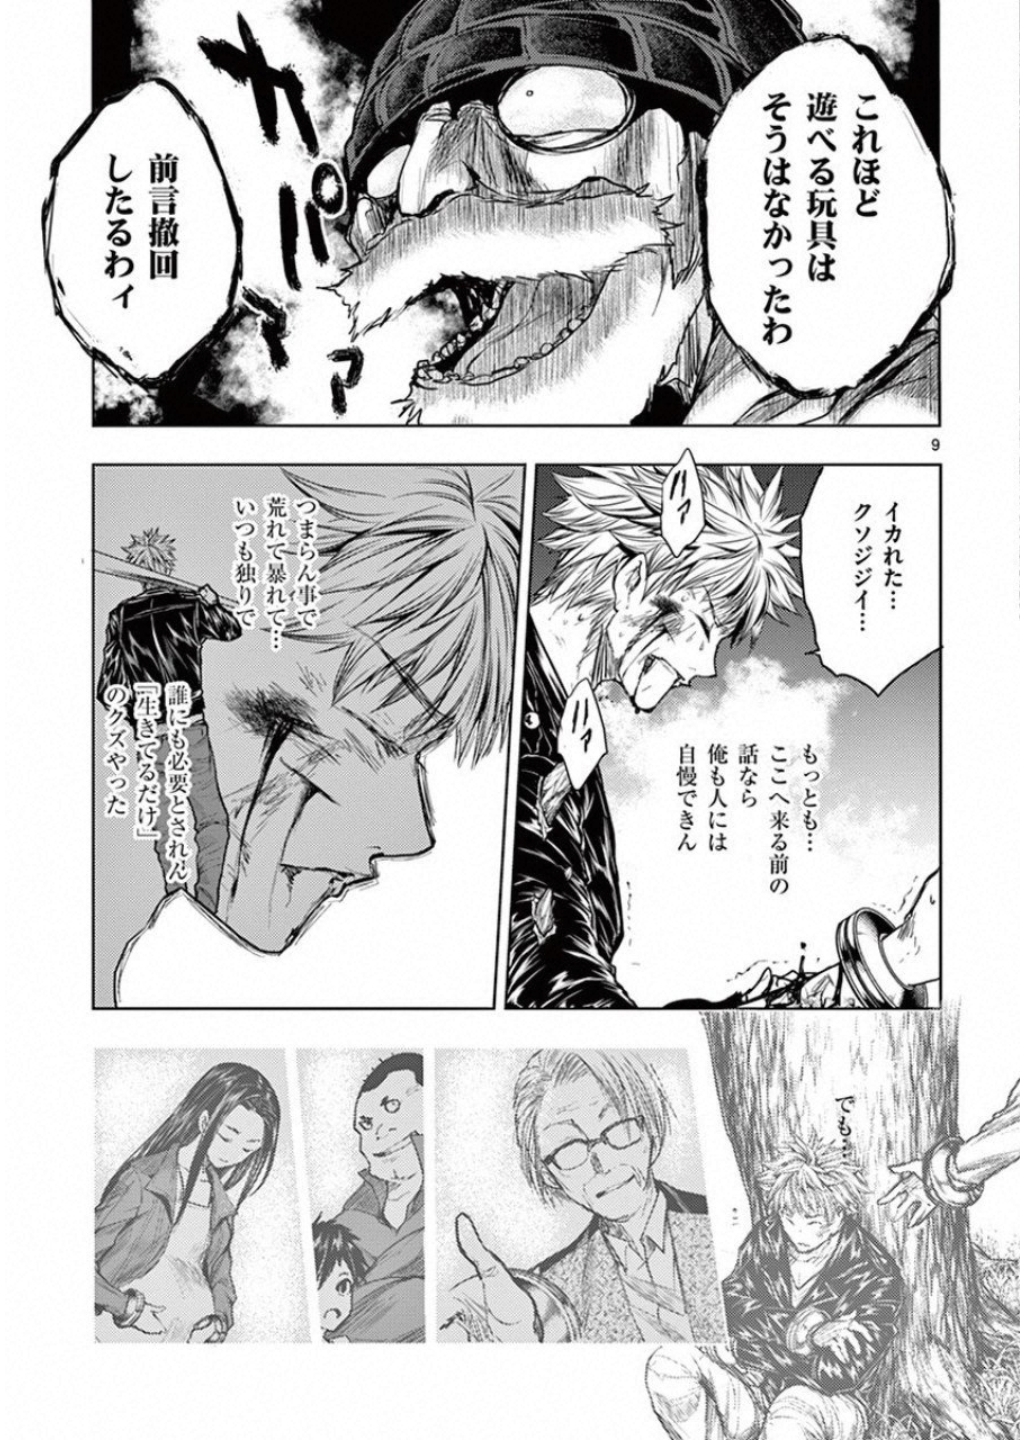 これほど
遊べる玩具は
そうはなかったわ
前言撤回
したるわィ
9
イカれた…
クソジジイ…
ハァ
ハァ
もっとも…
ここへ来る前の
話なら
俺も人には
自慢できん
つまらん事で
荒れて暴れて…
いつも独りで
誰にも必要とされん
『生きてるだけ』
のクズやった
でも…
…